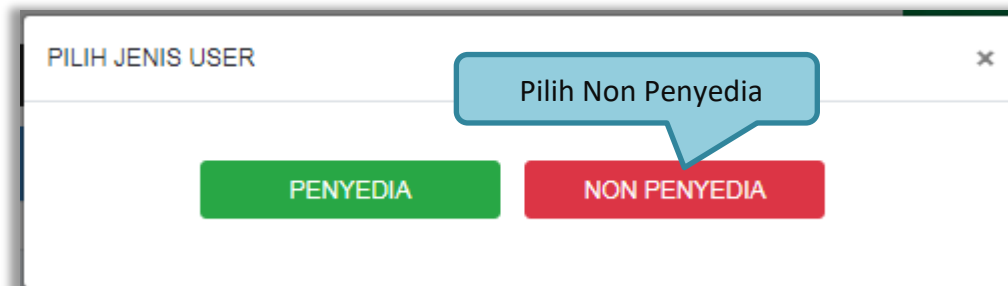 PILIH JENIS USER
×
Pilih Non Penyedia
PENYEDIA
NON PENYEDIA